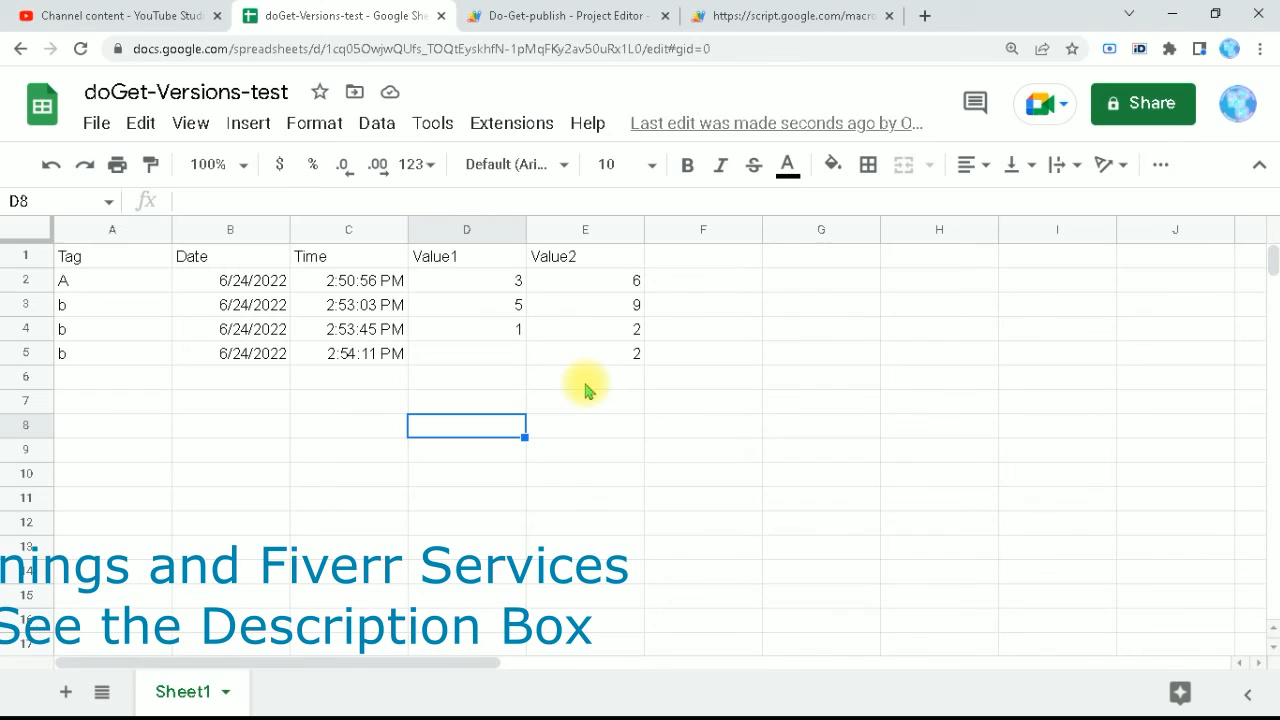 Channel content - YouTube Studi
doGet-Versions-test - Google She
Do-Get-publish - Project Editor -
https://script.google.com/macro
docs.google.com/spreadsheets/d/1cq05OwjwQUfs_TOQtEyskhfN-1pMqFKy2av50uRx1L0/edit#gid=0
doGet-Versions-test
Share
File Edit View Insert Format Data Tools Extensions Help Last edit was made seconds ago by O...
100% $ % .0 .00 123 Default (Ari... 10 B I S A
D8 fx
A B C D E F G H I J
1 Tag Date Time Value1 Value2
2 A 6/24/2022 2:50:56 PM 3 6
3 b 6/24/2022 2:53:03 PM 5 9
4 b 6/24/2022 2:53:45 PM 1 2
5 b 6/24/2022 2:54:11 PM 2
6
7
8
9
10
11
12
13
nings and Fiverr Services
14
16
See the Description Box
17
Sheet1